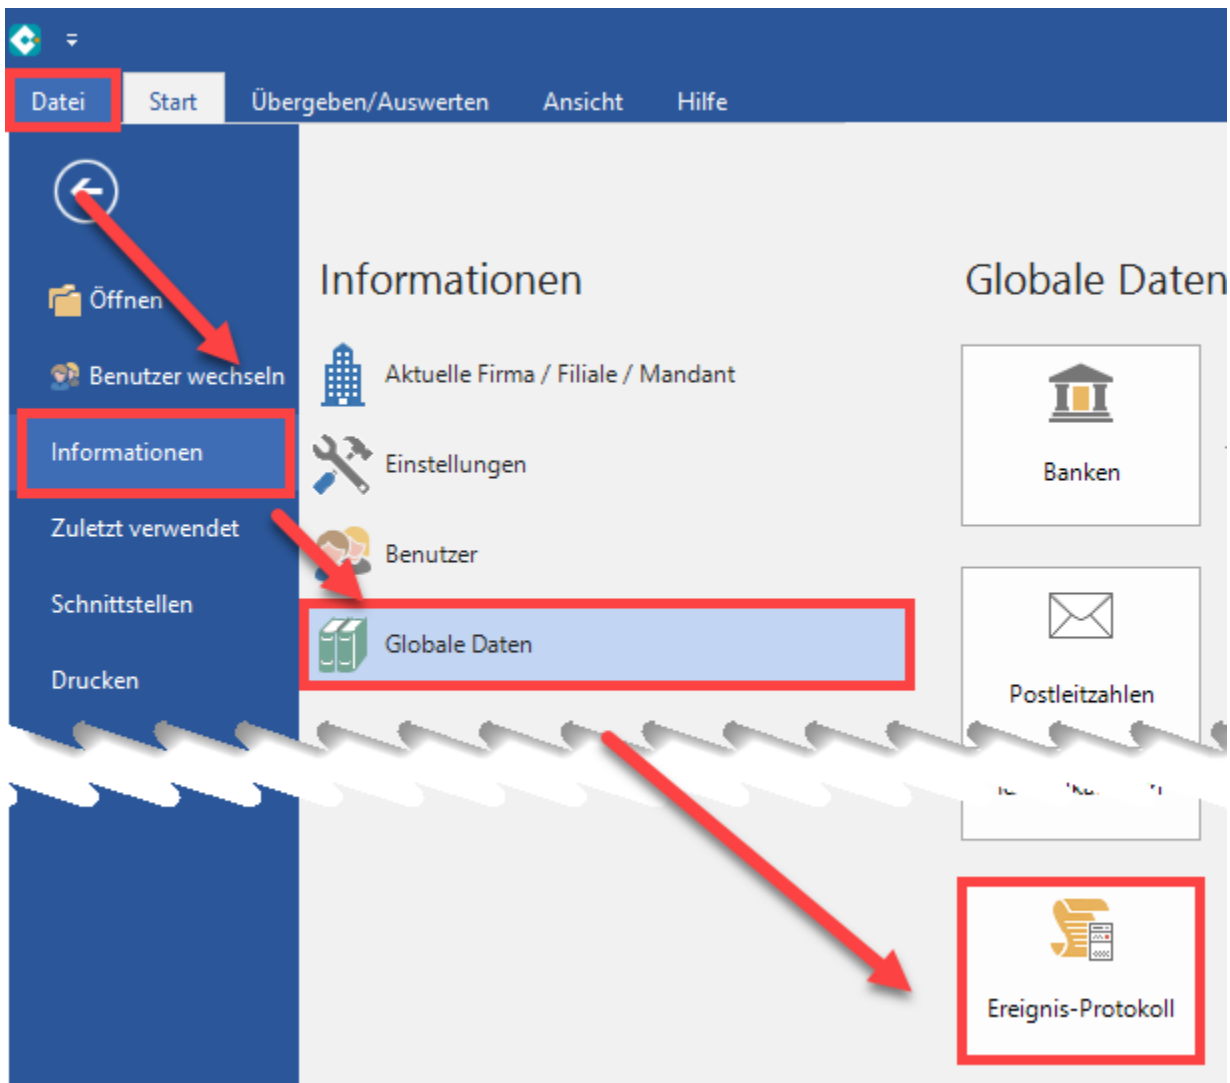 Datei Start Übergeben/Auswerten Ansicht Hilfe
Öffnen
Benutzer wechseln
Informationen
Zuletzt verwendet
Schnittstellen
Drucken
Informationen
Aktuelle Firma / Filiale / Mandant
Einstellungen
Benutzer
Globale Daten
Globale Daten
Banken
Postleitzahlen
Ereignis-Protokoll